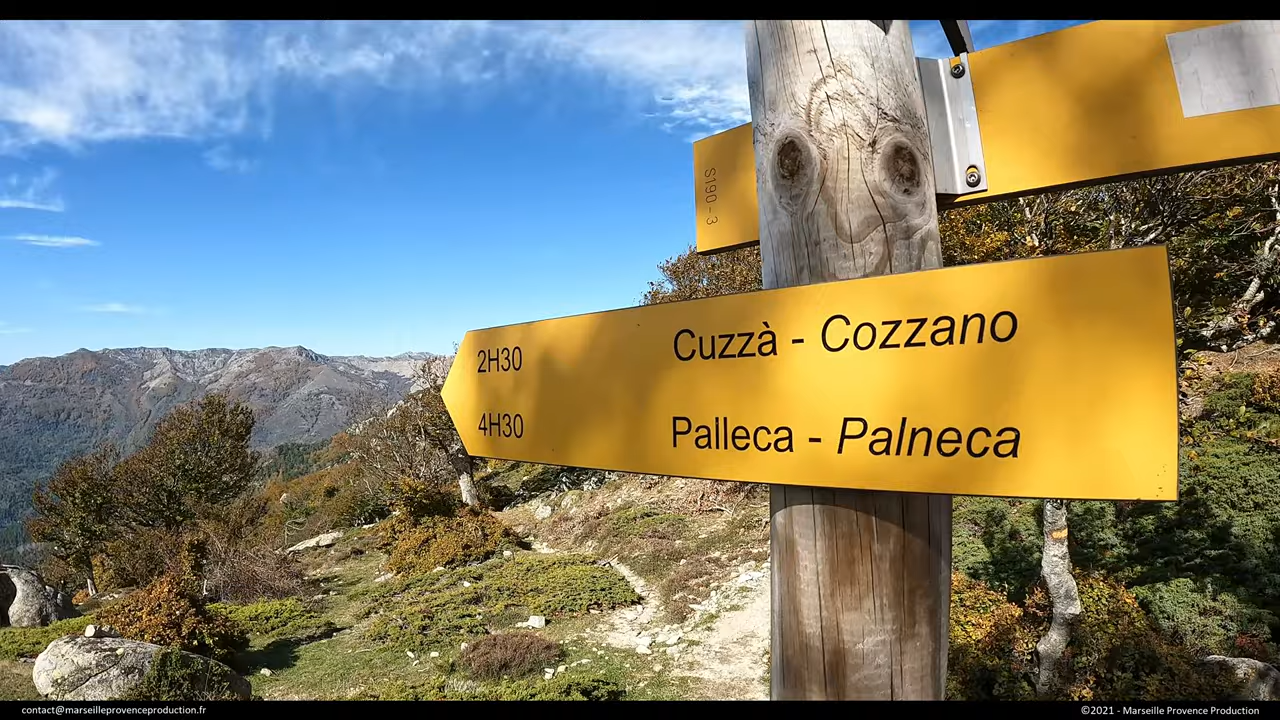 S190-3
2H30 Cuzzà - Cozzano
4H30 Palleca - Palneca
contact@marseilleprovenceproduction.fr
©2021 - Marseille Provence Production